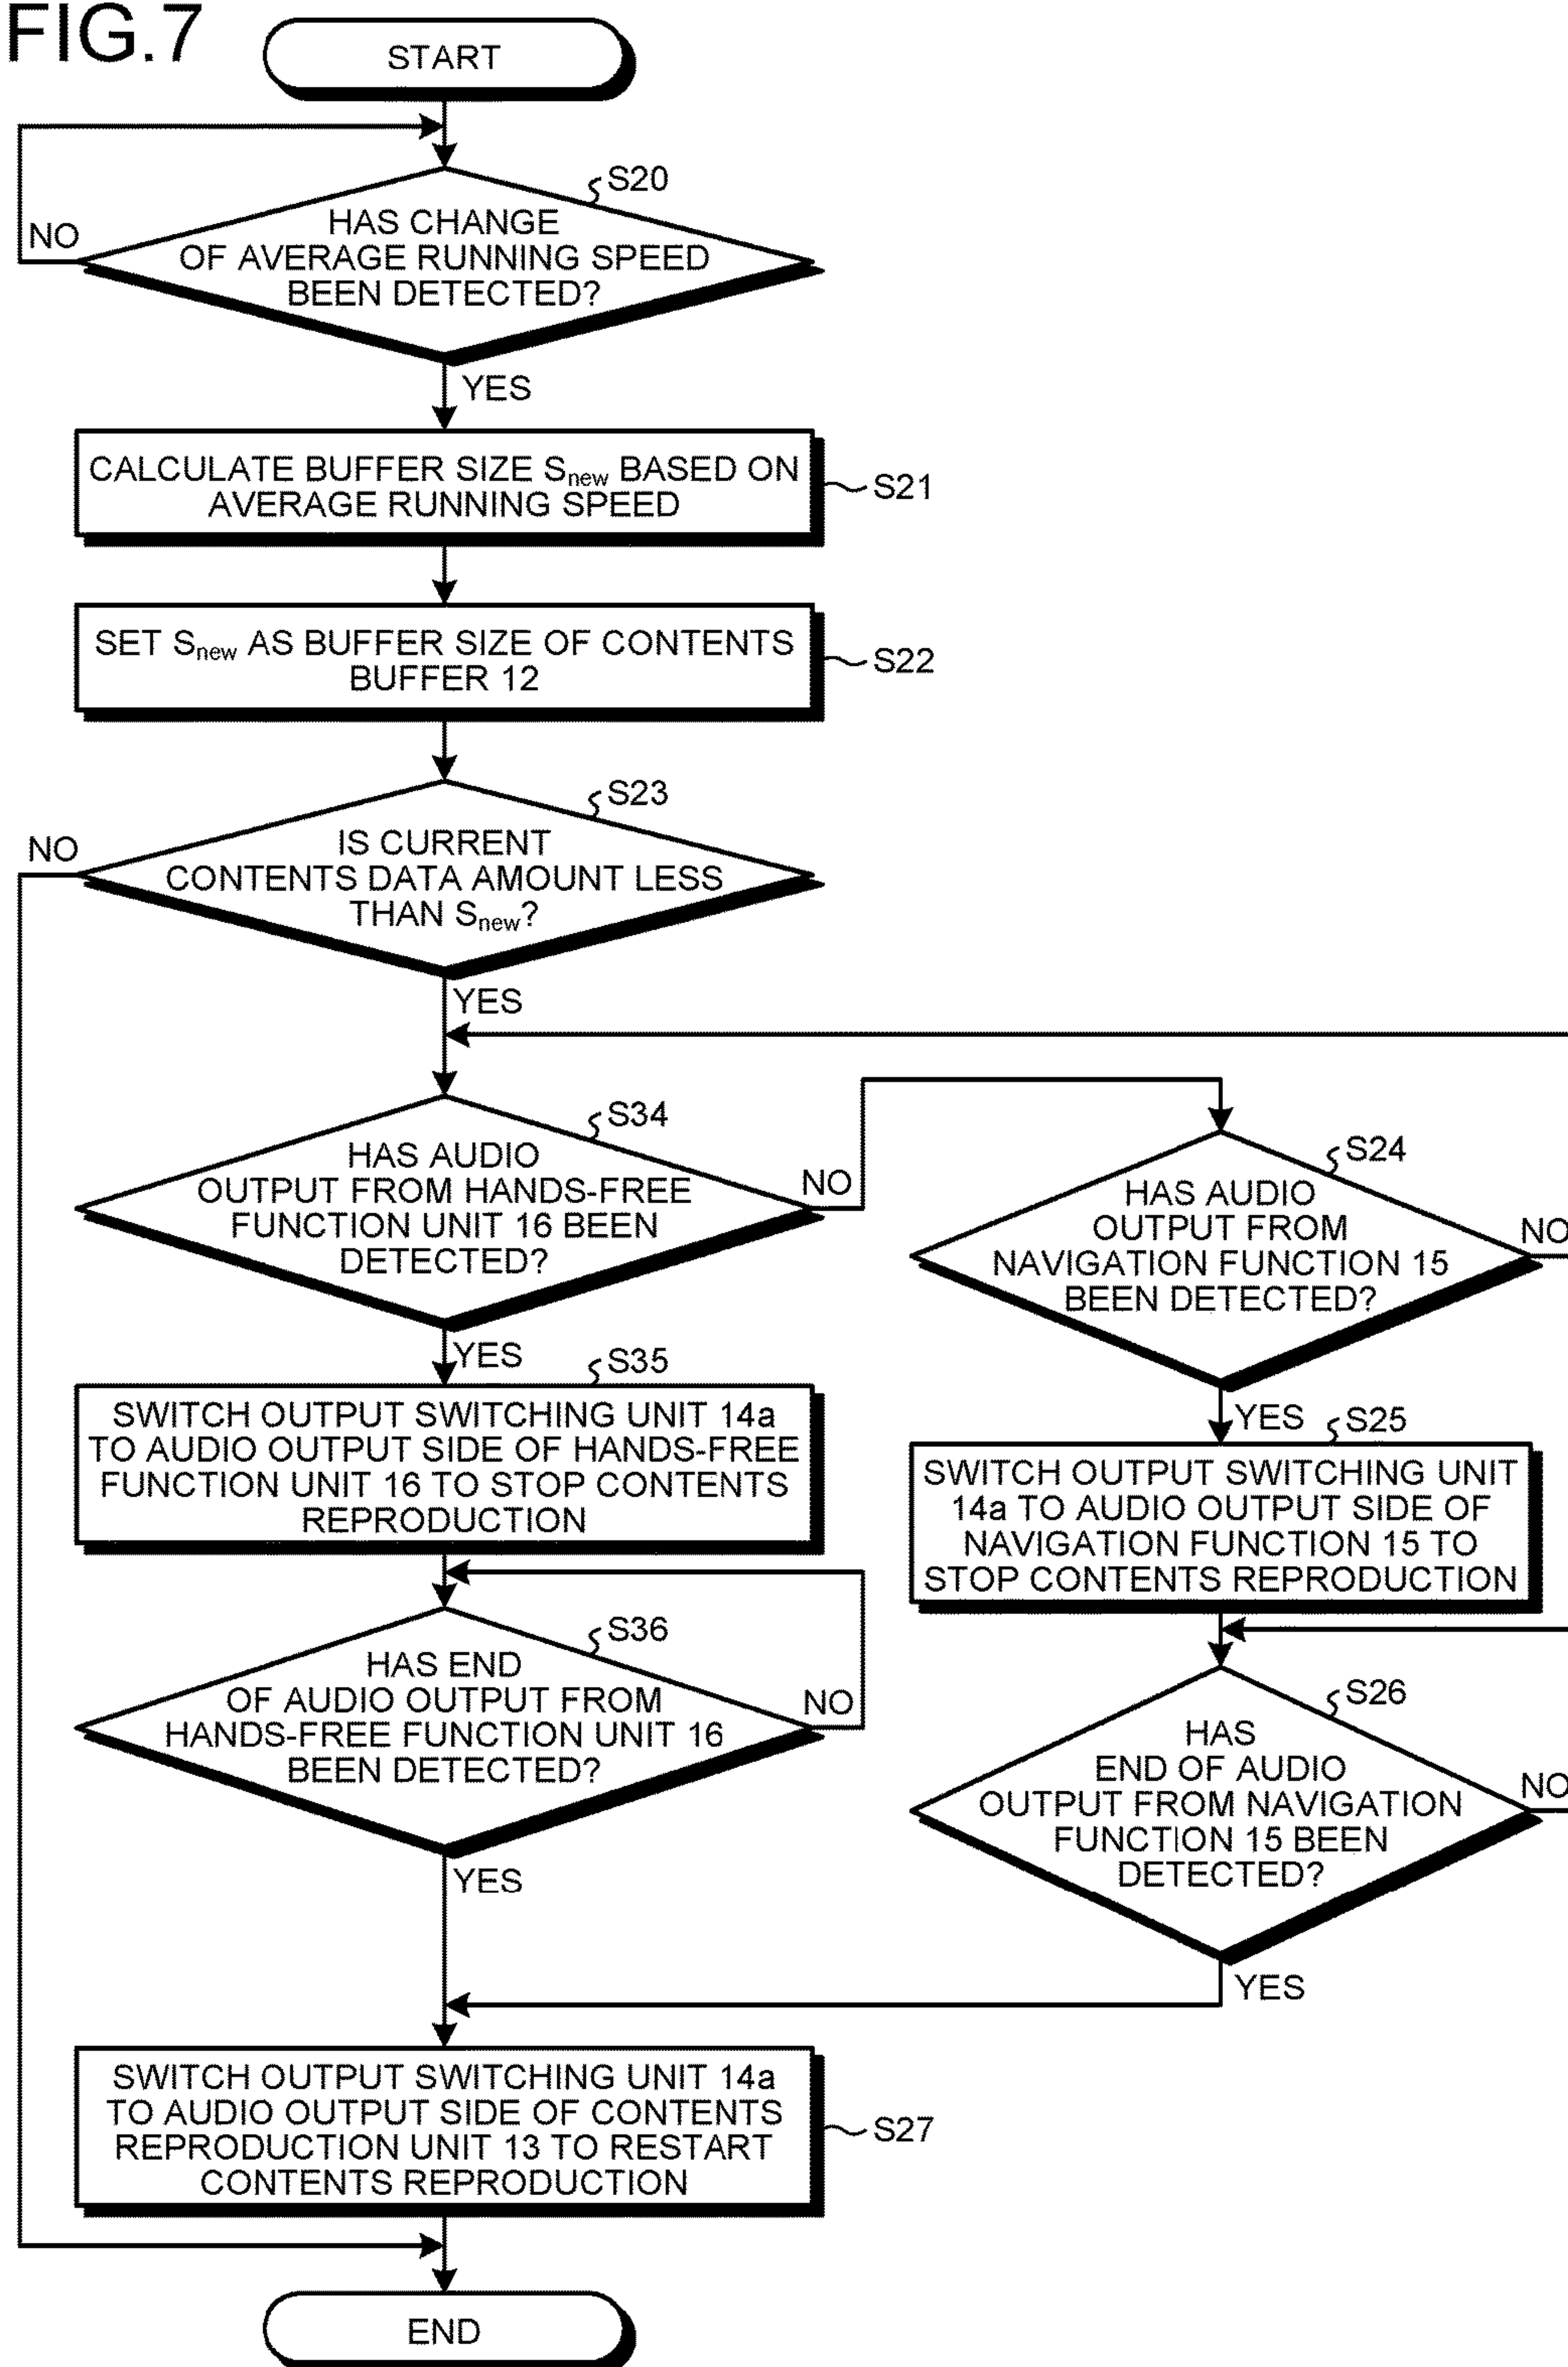 FIG.7
START
S20
HAS CHANGE
OF AVERAGE RUNNING SPEED
BEEN DETECTED?
NO
YES
CALCULATE BUFFER SIZE Snew BASED ON
AVERAGE RUNNING SPEED
S21
SET Snew AS BUFFER SIZE OF CONTENTS
BUFFER 12
S22
S23
IS CURRENT
CONTENTS DATA AMOUNT LESS
THAN Snew?
NO
YES
S34
HAS AUDIO
OUTPUT FROM HANDS-FREE
FUNCTION UNIT 16 BEEN
DETECTED?
NO
YES
S24
HAS AUDIO
OUTPUT FROM
NAVIGATION FUNCTION 15
BEEN DETECTED?
NO
YES
S35
SWITCH OUTPUT SWITCHING UNIT 14a
TO AUDIO OUTPUT SIDE OF HANDS-FREE
FUNCTION UNIT 16 TO STOP CONTENTS
REPRODUCTION
S25
SWITCH OUTPUT SWITCHING UNIT
14a TO AUDIO OUTPUT SIDE OF
NAVIGATION FUNCTION 15 TO
STOP CONTENTS REPRODUCTION
S36
HAS END
OF AUDIO OUTPUT FROM
HANDS-FREE FUNCTION UNIT 16
BEEN DETECTED?
NO
YES
S26
HAS
END OF AUDIO
OUTPUT FROM NAVIGATION
FUNCTION 15 BEEN
DETECTED?
NO
YES
SWITCH OUTPUT SWITCHING UNIT 14a
TO AUDIO OUTPUT SIDE OF CONTENTS
REPRODUCTION UNIT 13 TO RESTART
CONTENTS REPRODUCTION
S27
END